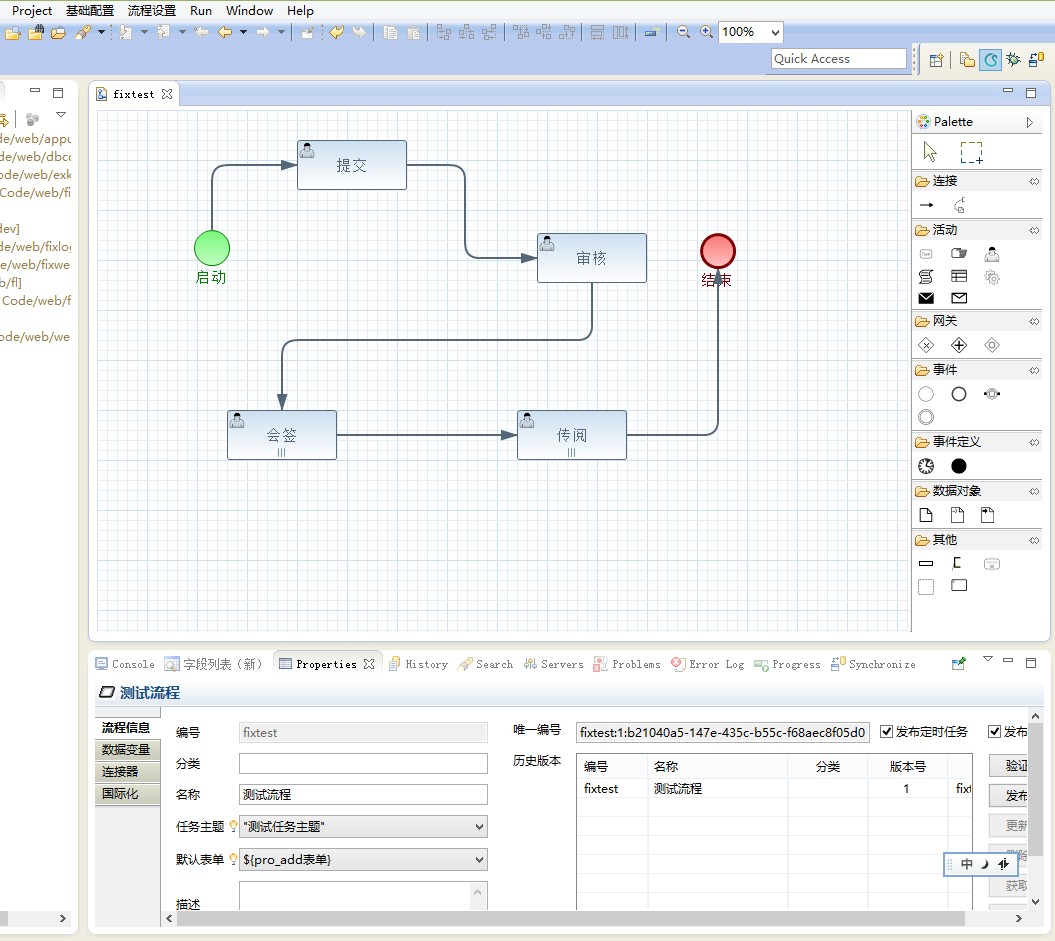 Project 基础配置 流程设置 Run Window Help
100%
Quick Access
de/web/appu
de/web/dbco
ode/web/exk
Code/web/fi
dev]
de/web/fixlo
e/web/fixwe
b/fl]
Code/web/f
ode/web/we
fixtest
提交
启动
审核
结束
会签
传阅
Palette
连接
活动
网关
事件
事件定义
数据对象
其他
Console 字段列表（新） Properties History Search Servers Problems Error Log Progress Synchronize
测试流程
流程信息
数据变量
连接器
国际化
编号 fixtest
分类
名称 测试流程
任务主题 "测试任务主题"
默认表单 ${pro_add表单}
描述
唯一编号 fixtest:1:b21040a5-147e-435c-b55c-f68aec8f05d0 发布定时任务 发布
历史版本
编号 名称 分类 版本号
fixtest 测试流程 1 fixt
验证
发布
更新
删除
获取
中